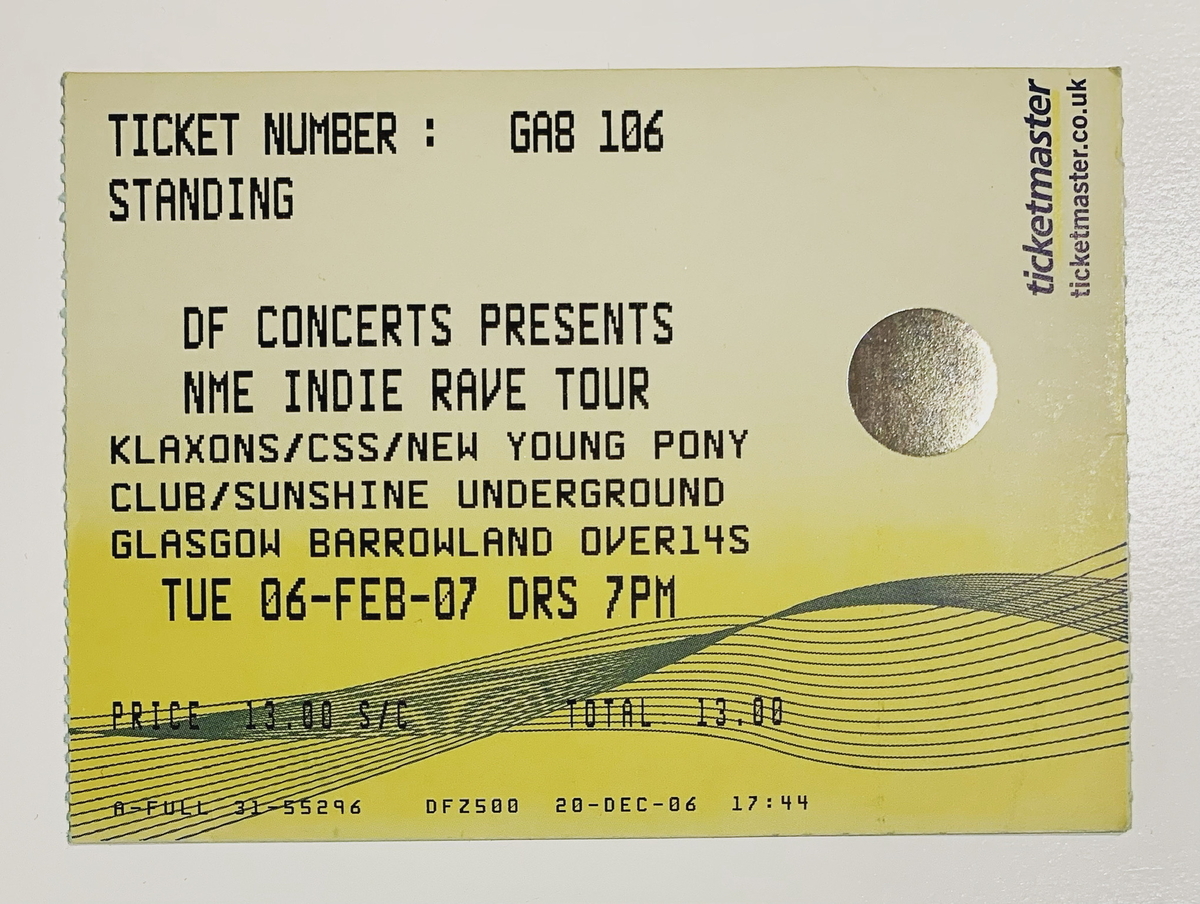 TICKET NUMBER : GA8 106
STANDING
DF CONCERTS PRESENTS
NME INDIE RAVE TOUR
KLAXONS/CSS/NEW YOUNG PONY
CLUB/SUNSHINE UNDERGROUND
GLASGOW BARROWLAND OVER14S
TUE 06-FEB-07 DRS 7PM
PRICE 13.00 S/C TOTAL 13.00
A-FULL 31-55296 DFZ500 20-DEC-06 17:44
ticketmaster
ticketmaster.co.uk